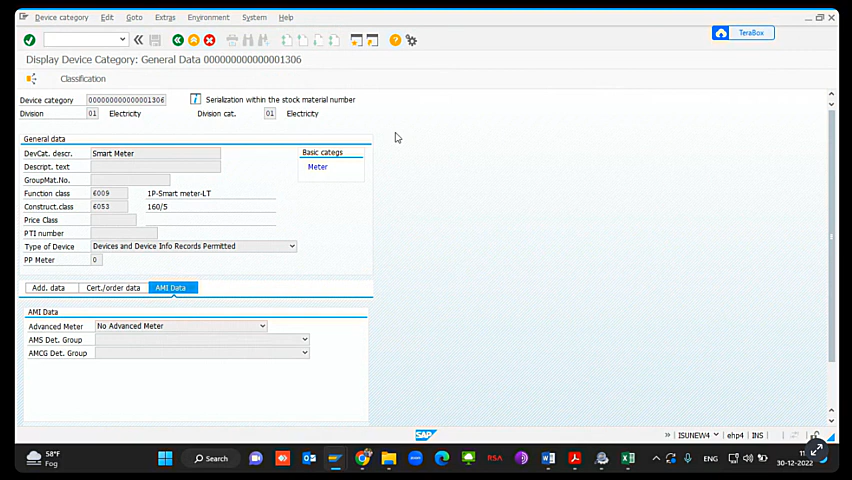 Device category Edit Goto Extras Environment System Help
TeraBox
Display Device Category: General Data 000000000000001306
Classification
Device category 000000000000001306 Serialization within the stock material number
Division 01 Electricity Division cat. 01 Electricity
General data
Basic categs
DevCat. descr. Smart Meter
Descript. text Meter
GroupMat.No.
Function class 6009 1P-Smart meter-LT
Construct.class 6053 160/5
Price Class
PTI number
Type of Device Devices and Device Info Records Permitted
PP Meter 0
Add. data Cert./order data AMI Data
AMI Data
Advanced Meter No Advanced Meter
AMS Det. Group
AMCG Det. Group
SAP
» ISUNEW4 ehp4 INS
58°F
Fog
Search
RSA
ENG
30-12-2022